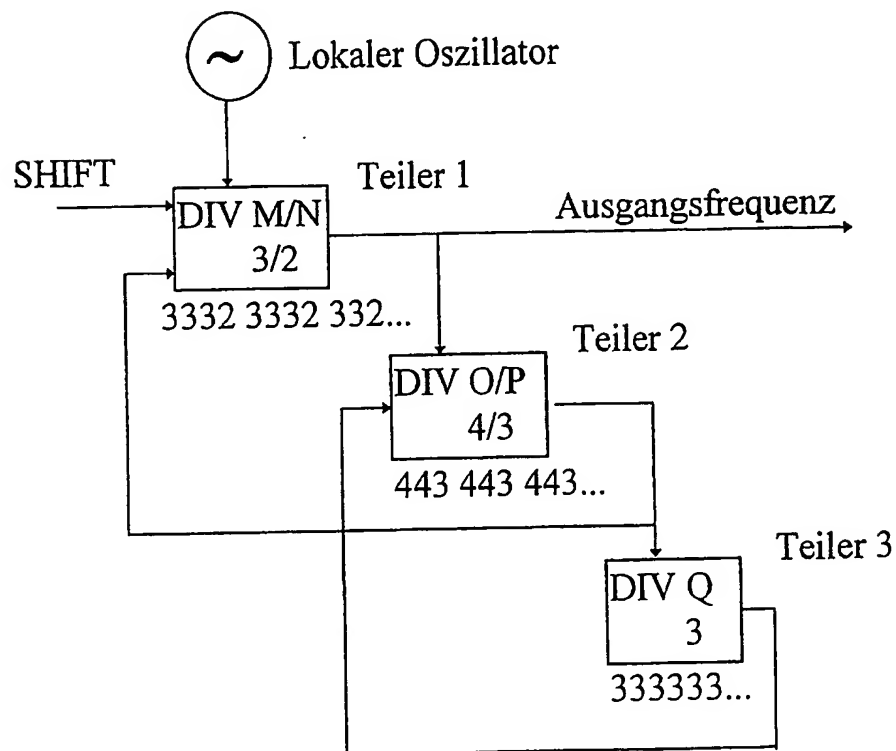 ~
Lokaler Oszillator
SHIFT
Teiler 1
DIV M/N
3/2
Ausgangsfrequenz
3332 3332 332...
Teiler 2
DIV O/P
4/3
443 443 443...
Teiler 3
DIV Q
3
333333...